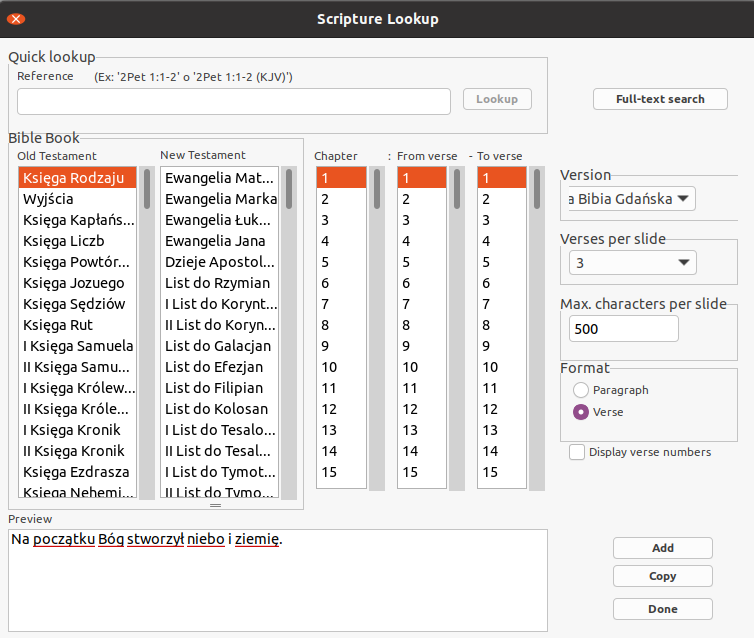 Scripture Lookup
Quick lookup
Reference (Ex: '2Pet 1:1-2' o '2Pet 1:1-2 (KJV)')
Lookup
Full-text search
Bible Book
Old Testament
Księga Rodzaju
Wyjścia
Księga Kapłańs...
Księga Liczb
Księga Powtór...
Księga Jozuego
Księga Sędziów
Księga Rut
I Księga Samuela
II Księga Samu...
I Księga Królew...
II Księga Króle...
I Księga Kronik
II Księga Kronik
Księga Ezdrasza
Księga Nehemi...
New Testament
Ewangelia Mat...
Ewangelia Marka
Ewangelia Łuk...
Ewangelia Jana
Dzieje Apostol...
List do Rzymian
I List do Korynt...
II List do Koryn...
List do Galacjan
List do Efezjan
List do Filipian
List do Kolosan
I List do Tesalo...
II List do Tesal...
I List do Tymot...
II List do Tymo...
Chapter : From verse - To verse
1 1 1
2 2 2
3 3 3
4 4 4
5 5 5
6 6 6
7 7 7
8 8 8
9 9 9
10 10 10
11 11 11
12 12 12
13 13 13
14 14 14
15 15 15
Version
a Bibia Gdańska
Verses per slide
3
Max. characters per slide
500
Format
Paragraph
Verse
Display verse numbers
Preview
Na początku Bóg stworzył niebo i ziemię.
Add
Copy
Done